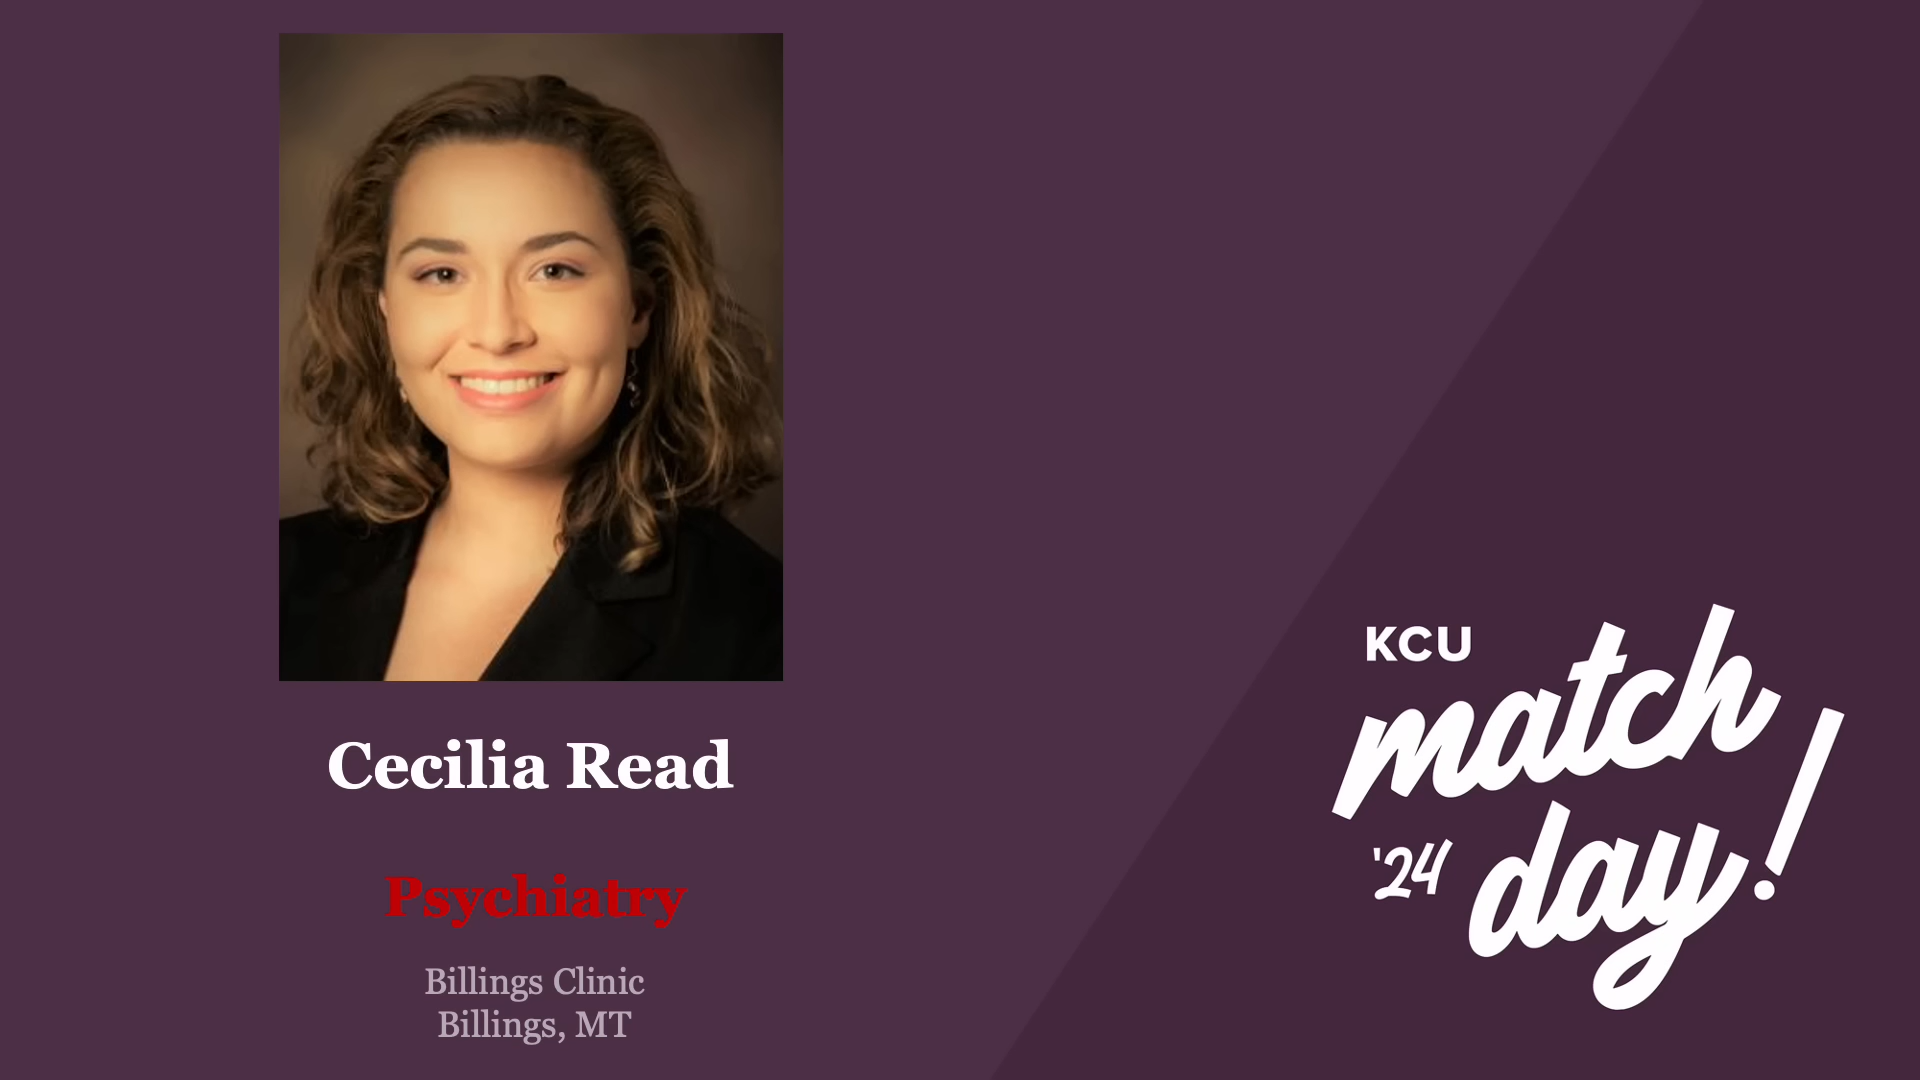 Cecilia Read
Psychiatry
Billings Clinic
Billings, MT
KCU
match
'24 day!